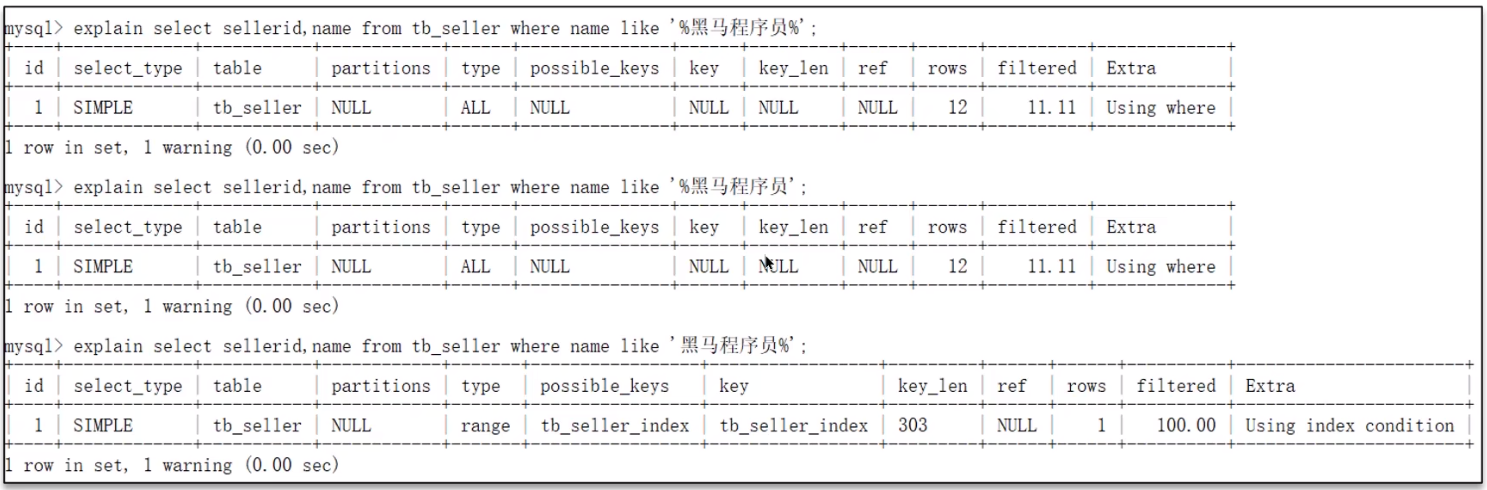 mysql> explain select sellerid,name from tb_seller where name like '%黑马程序员%';
+----+-------------+-----------+------------+------+---------------+------+---------+------+------+----------+-------------+
| id | select_type | table     | partitions | type | possible_keys | key  | key_len | ref  | rows | filtered | Extra       |
+----+-------------+-----------+------------+------+---------------+------+---------+------+------+----------+-------------+
| 1 | SIMPLE      | tb_seller | NULL       | ALL  | NULL          | NULL | NULL    | NULL | 12 | 11.11 | Using where |
+----+-------------+-----------+------------+------+---------------+------+---------+------+------+----------+-------------+
1 row in set, 1 warning (0.00 sec)
mysql> explain select sellerid,name from tb_seller where name like '%黑马程序员';
+----+-------------+-----------+------------+------+---------------+------+---------+------+------+----------+-------------+
| id | select_type | table     | partitions | type | possible_keys | key  | key_len | ref  | rows | filtered | Extra       |
+----+-------------+-----------+------------+------+---------------+------+---------+------+------+----------+-------------+
| 1 | SIMPLE      | tb_seller | NULL       | ALL  | NULL          | NULL | NULL    | NULL | 12 | 11.11 | Using where |
+----+-------------+-----------+------------+------+---------------+------+---------+------+------+----------+-------------+
1 row in set, 1 warning (0.00 sec)
mysql> explain select sellerid,name from tb_seller where name like '黑马程序员%';
+----+-------------+-----------+------------+-------+-----------------+-----------------+---------+------+------+----------+-----------------------+
| id | select_type | table     | partitions | type  | possible_keys   | key             | key_len | ref  | rows | filtered | Extra                 |
+----+-------------+-----------+------------+-------+-----------------+-----------------+---------+------+------+----------+-----------------------+
| 1 | SIMPLE      | tb_seller | NULL       | range | tb_seller_index | tb_seller_index | 303     | NULL | 1 | 100.00 | Using index condition |
+----+-------------+-----------+------------+-------+-----------------+-----------------+---------+------+------+----------+-----------------------+
1 row in set, 1 warning (0.00 sec)